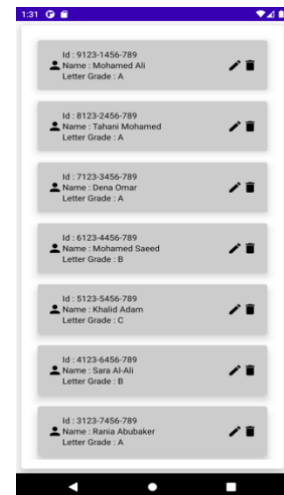 1:31
Id : 9123-1456-789
Name : Mohamed Ali
Letter Grade : A
Id : 8123-2456-789
Name : Tahani Mohamed
Letter Grade : A
Id : 7123-3456-789
Name : Dena Omar
Letter Grade : A
Id : 6123-4456-789
Name : Mohamed Saeed
Letter Grade : B
Id : 5123-5456-789
Name : Khalid Adam
Letter Grade : C
Id : 4123-6456-789
Name : Sara Al-Ali
Letter Grade : B
Id : 3123-7456-789
Name : Rania Abubaker
Letter Grade : A